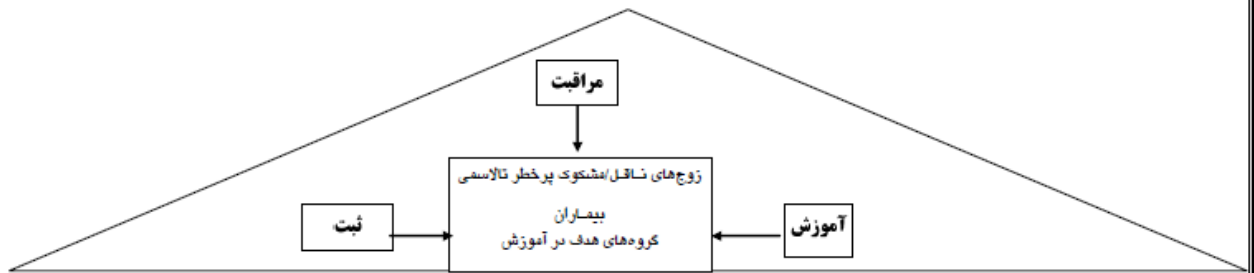 مراقبت
زوج‌های ناقل/مشکوک پرخطر تالاسمی
بیماران
گروه‌های هدف در آموزش
آموزش
ثبت